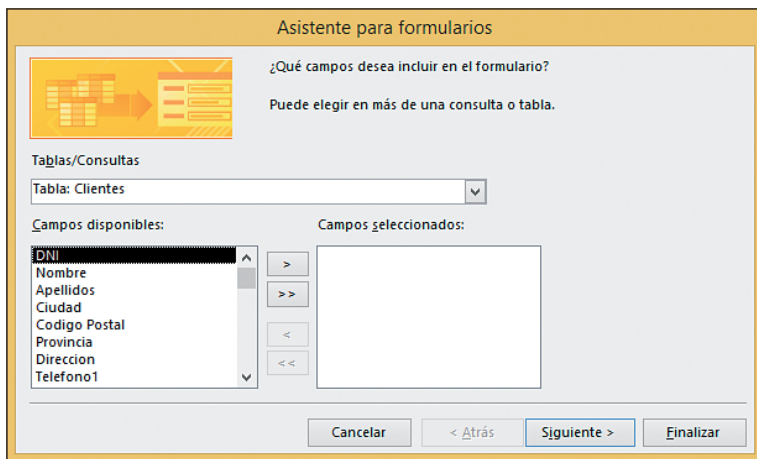 Asistente para formularios
¿Qué campos desea incluir en el formulario?
Puede elegir en más de una consulta o tabla.
Tablas/Consultas
Tabla: Clientes
Campos disponibles:
Campos seleccionados:
DNI
Nombre
Apellidos
Ciudad
Codigo Postal
Provincia
Direccion
Telefono1
>
>>
<
<<
Cancelar
< Atrás
Siguiente >
Finalizar